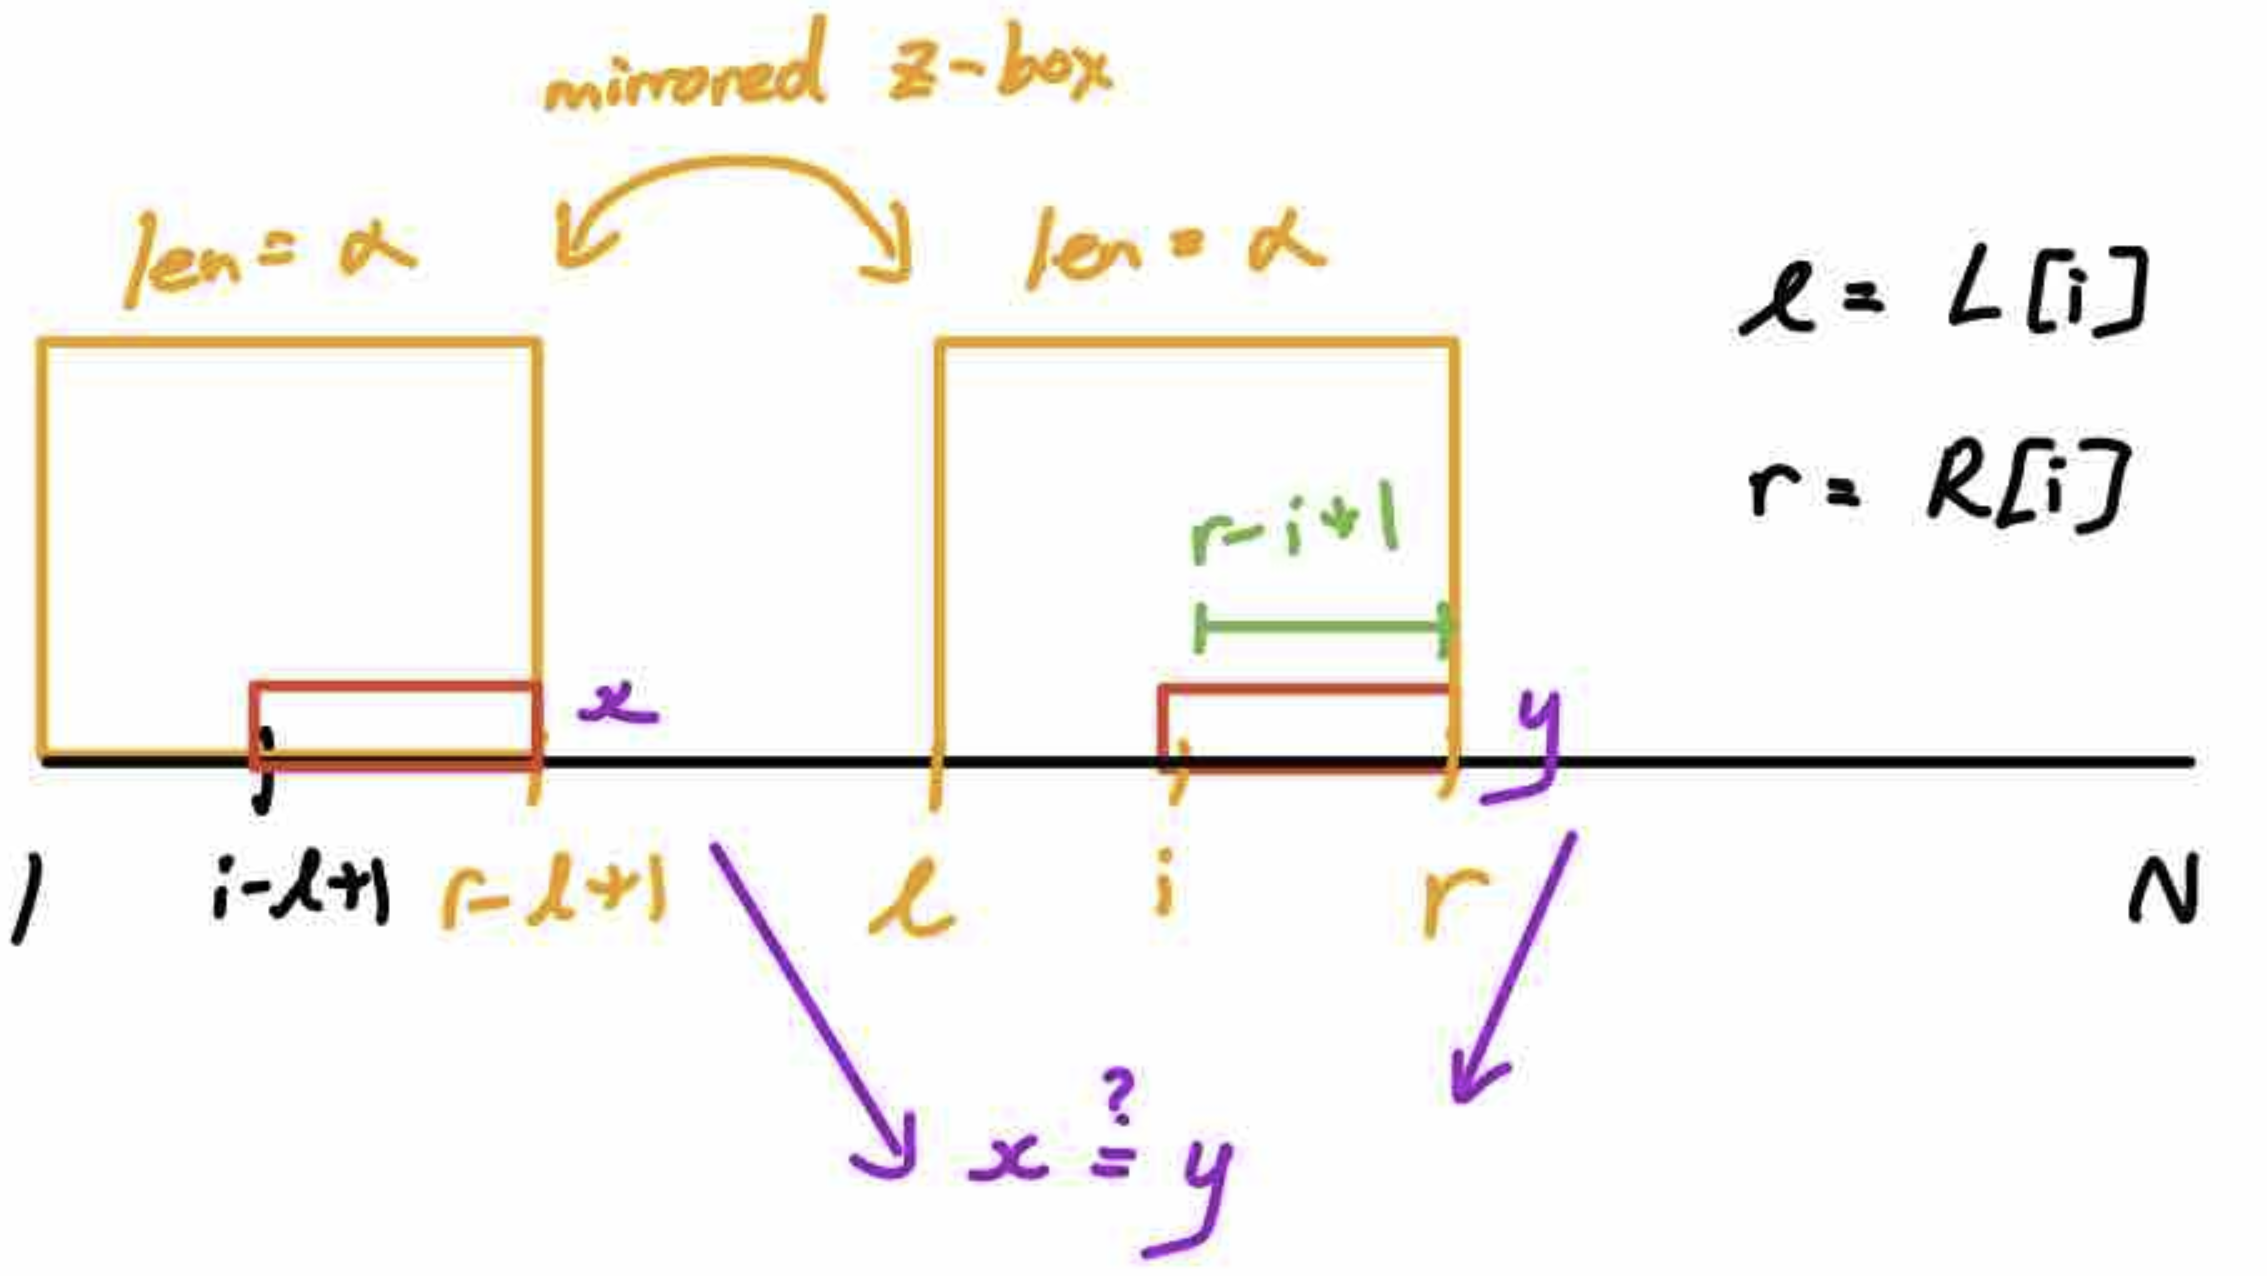 mirrored z-box
len = α
len = α
l = L[i]
r = R[i]
r-i+1
x
y
1
i-l+1
r-l+1
l
i
r
N
x ?= y